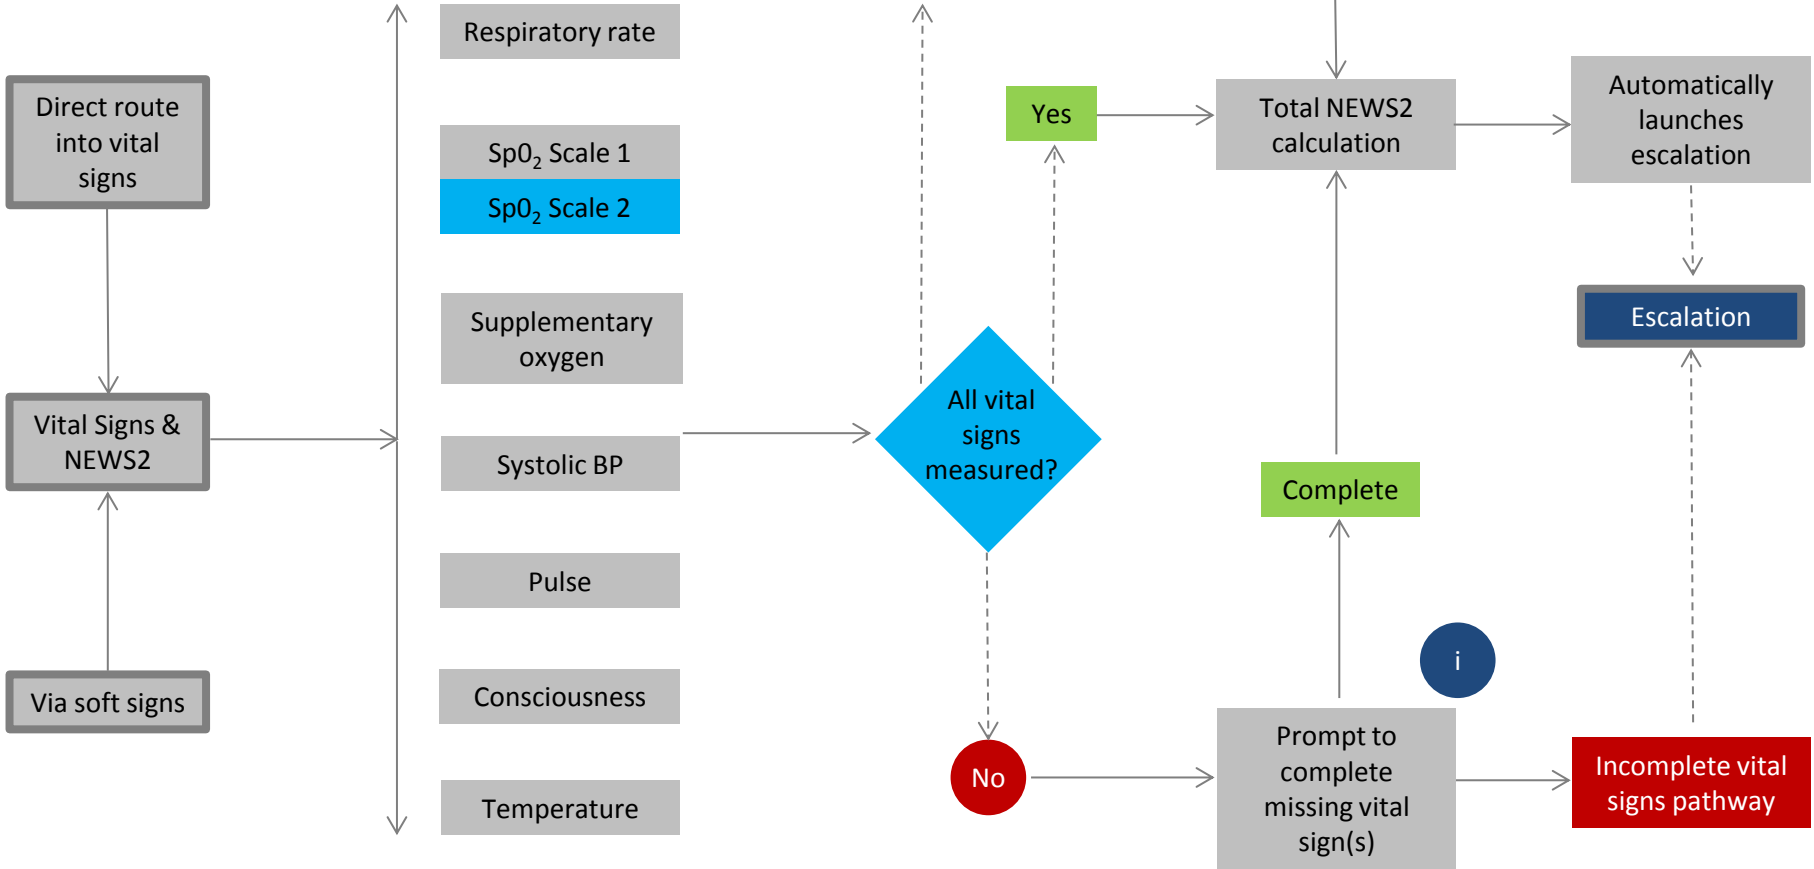 Direct route
into vital
signs
Vital Signs &
NEWS2
Via soft signs
Respiratory rate
Sp0₂ Scale 1
Sp0₂ Scale 2
Supplementary
oxygen
Systolic BP
Pulse
Consciousness
Temperature
All vital
signs
measured?
Yes
No
Total NEWS2
calculation
Complete
i
Prompt to
complete
missing vital
sign(s)
Automatically
launches
escalation
Escalation
Incomplete vital
signs pathway